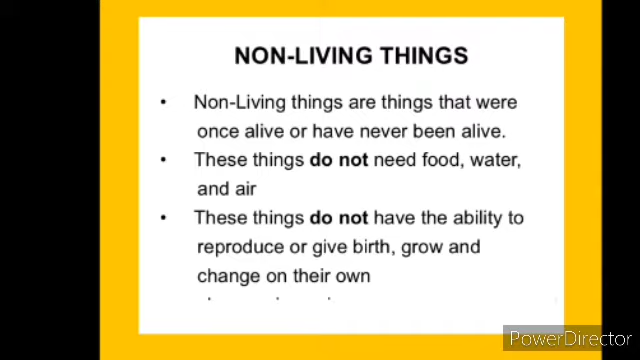 NON-LIVING THINGS
• Non-Living things are things that were
once alive or have never been alive.
• These things do not need food, water,
and air
• These things do not have the ability to
reproduce or give birth, grow and
change on their own
PowerDirector